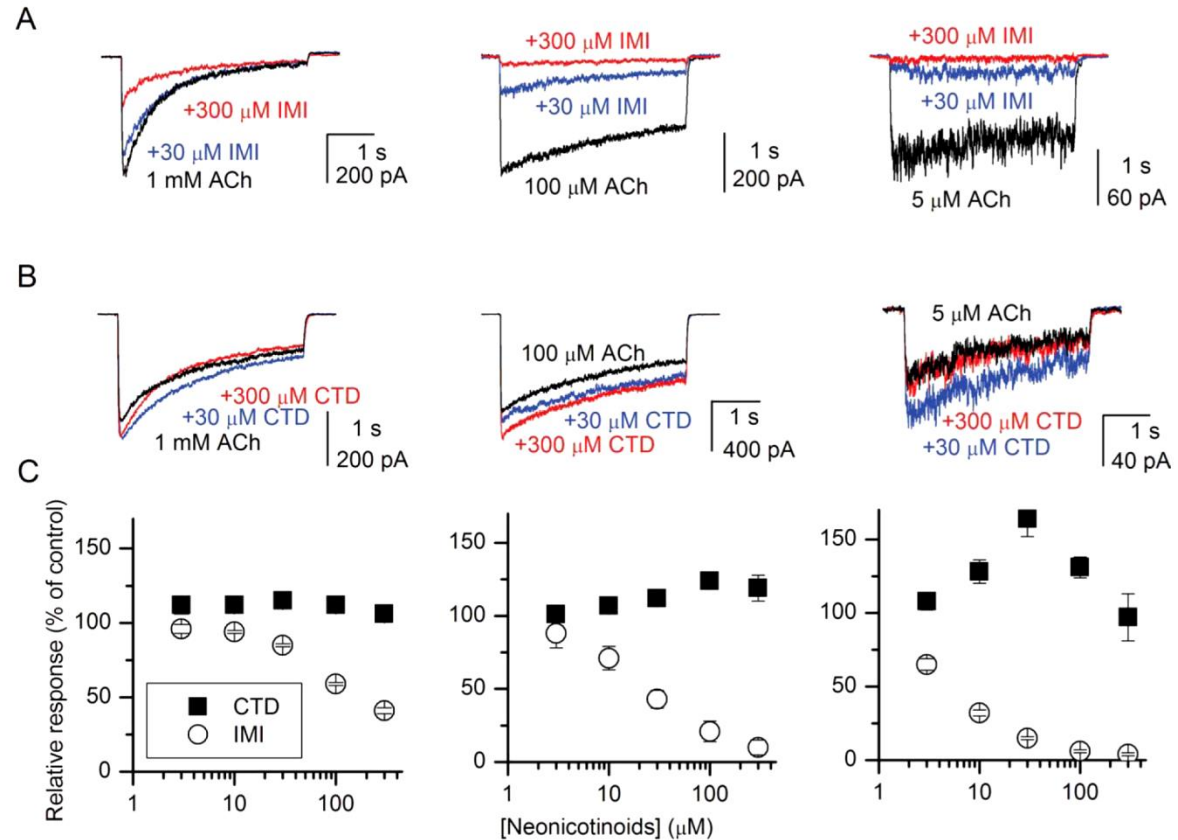 A
+300 μM IMI
+30 μM IMI
1 mM ACh
1 s
200 pA
+300 μM IMI
+30 μM IMI
100 μM ACh
1 s
200 pA
+300 μM IMI
+30 μM IMI
5 μM ACh
1 s
60 pA
B
+300 μM CTD
+30 μM CTD
1 mM ACh
1 s
200 pA
100 μM ACh
+30 μM CTD
+300 μM CTD
1 s
400 pA
5 μM ACh
+300 μM CTD
+30 μM CTD
1 s
40 pA
C
Relative response (% of control)
150
100
50
0
CTD
IMI
1
10
100
150
100
50
0
1
10
100
150
100
50
0
1
10
100
[Neonicotinoids] (μM)